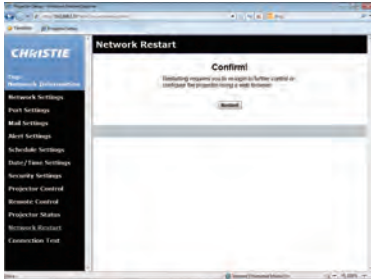 Network Restart
CHRISTIE
Confirm!
Restarting requires you to re-login to further control or
configure the projector using a web browser.
Restart
Top:
Network Information
Network Settings
Port Settings
Mail Settings
Alert Settings
Schedule Settings
Date/Time Settings
Security Settings
Projector Control
Remote Control
Projector Status
Network Restart
Connection Test